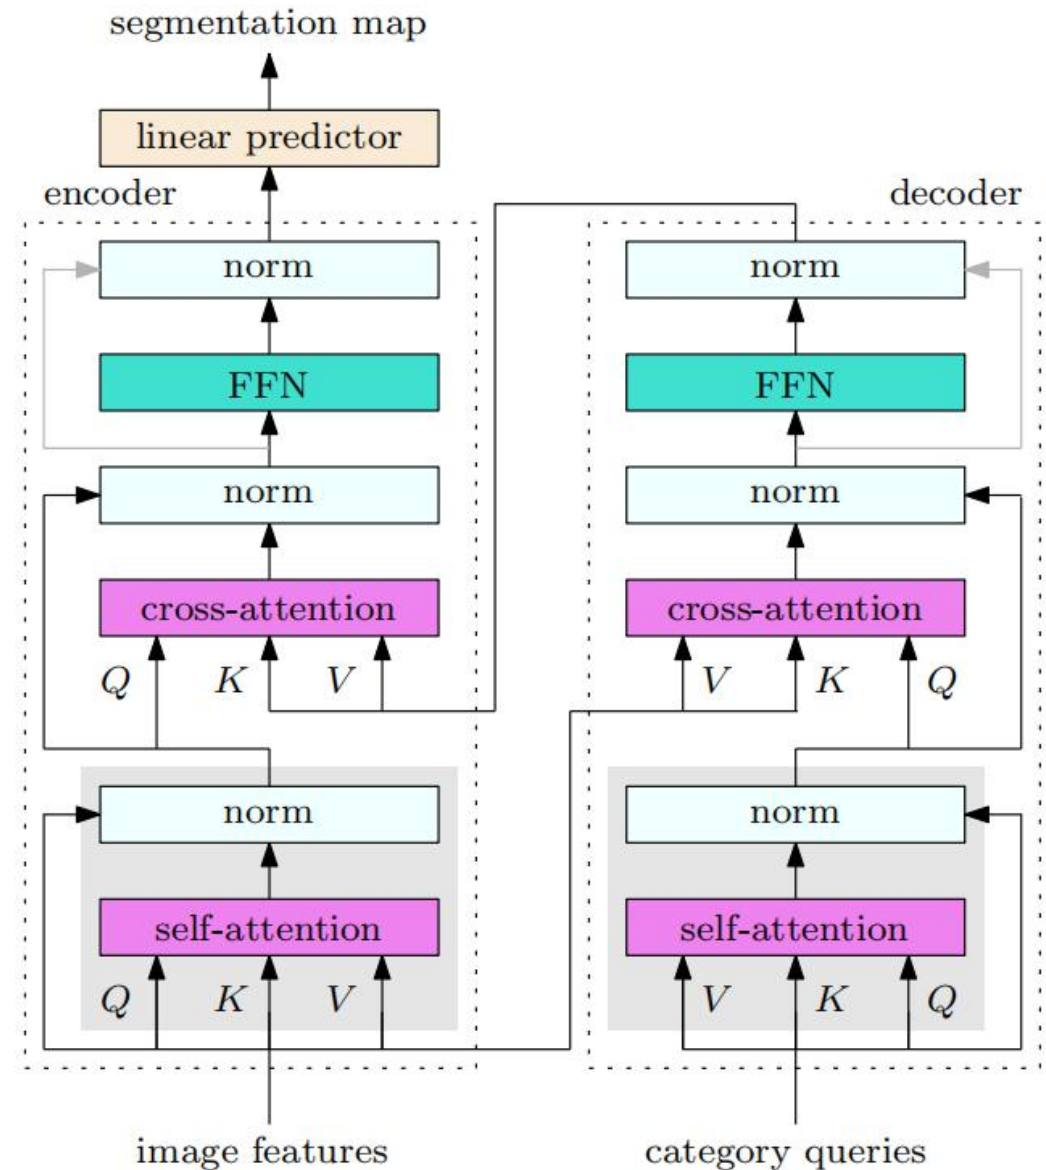 segmentation map
linear predictor
encoder
decoder
norm
norm
FFN
FFN
norm
norm
cross-attention
cross-attention
Q K V
V K Q
norm
norm
self-attention
self-attention
Q K V
V K Q
image features
category queries